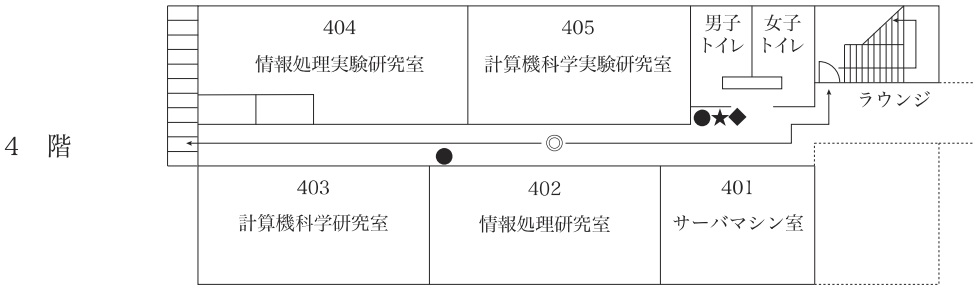 404
情報処理実験研究室
405
計算機科学実験研究室
男子
トイレ
女子
トイレ
ラウンジ
4 階
403
計算機科学研究室
402
情報処理研究室
401
サーバマシン室